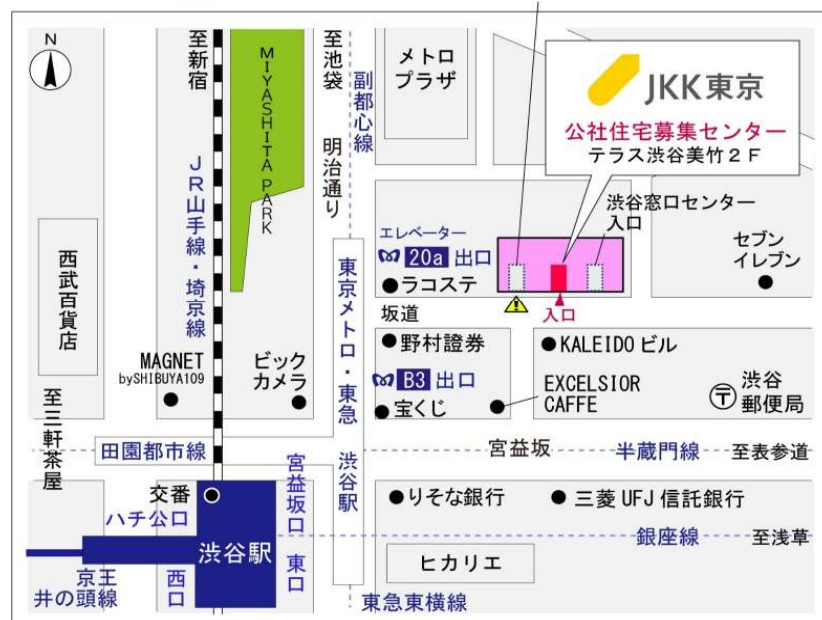 N
至新宿
MIYASHITA PARK
至池袋
副都心線
メトロ
プラザ
JKK東京
公社住宅募集センター
テラス渋谷美竹2F
JR山手線・埼京線
明治通り
渋谷窓口センター
入口
エレベーター
20a 出口
ラコステ
セブン
イレブン
西武百貨店
東京メトロ・東急 渋谷駅
坂道
入口
野村證券
KALEIDO ビル
MAGNET
bySHIBUYA109
ビック
カメラ
B3 出口
EXCELSIOR
CAFFE
宝くじ
渋谷
郵便局
至三軒茶屋
田園都市線
宮益坂
半蔵門線
至表参道
交番
ハチ公口
宮益坂口
りそな銀行
三菱UFJ信託銀行
渋谷駅
銀座線
至浅草
京王
井の頭線
西口
東口
ヒカリエ
東急東横線